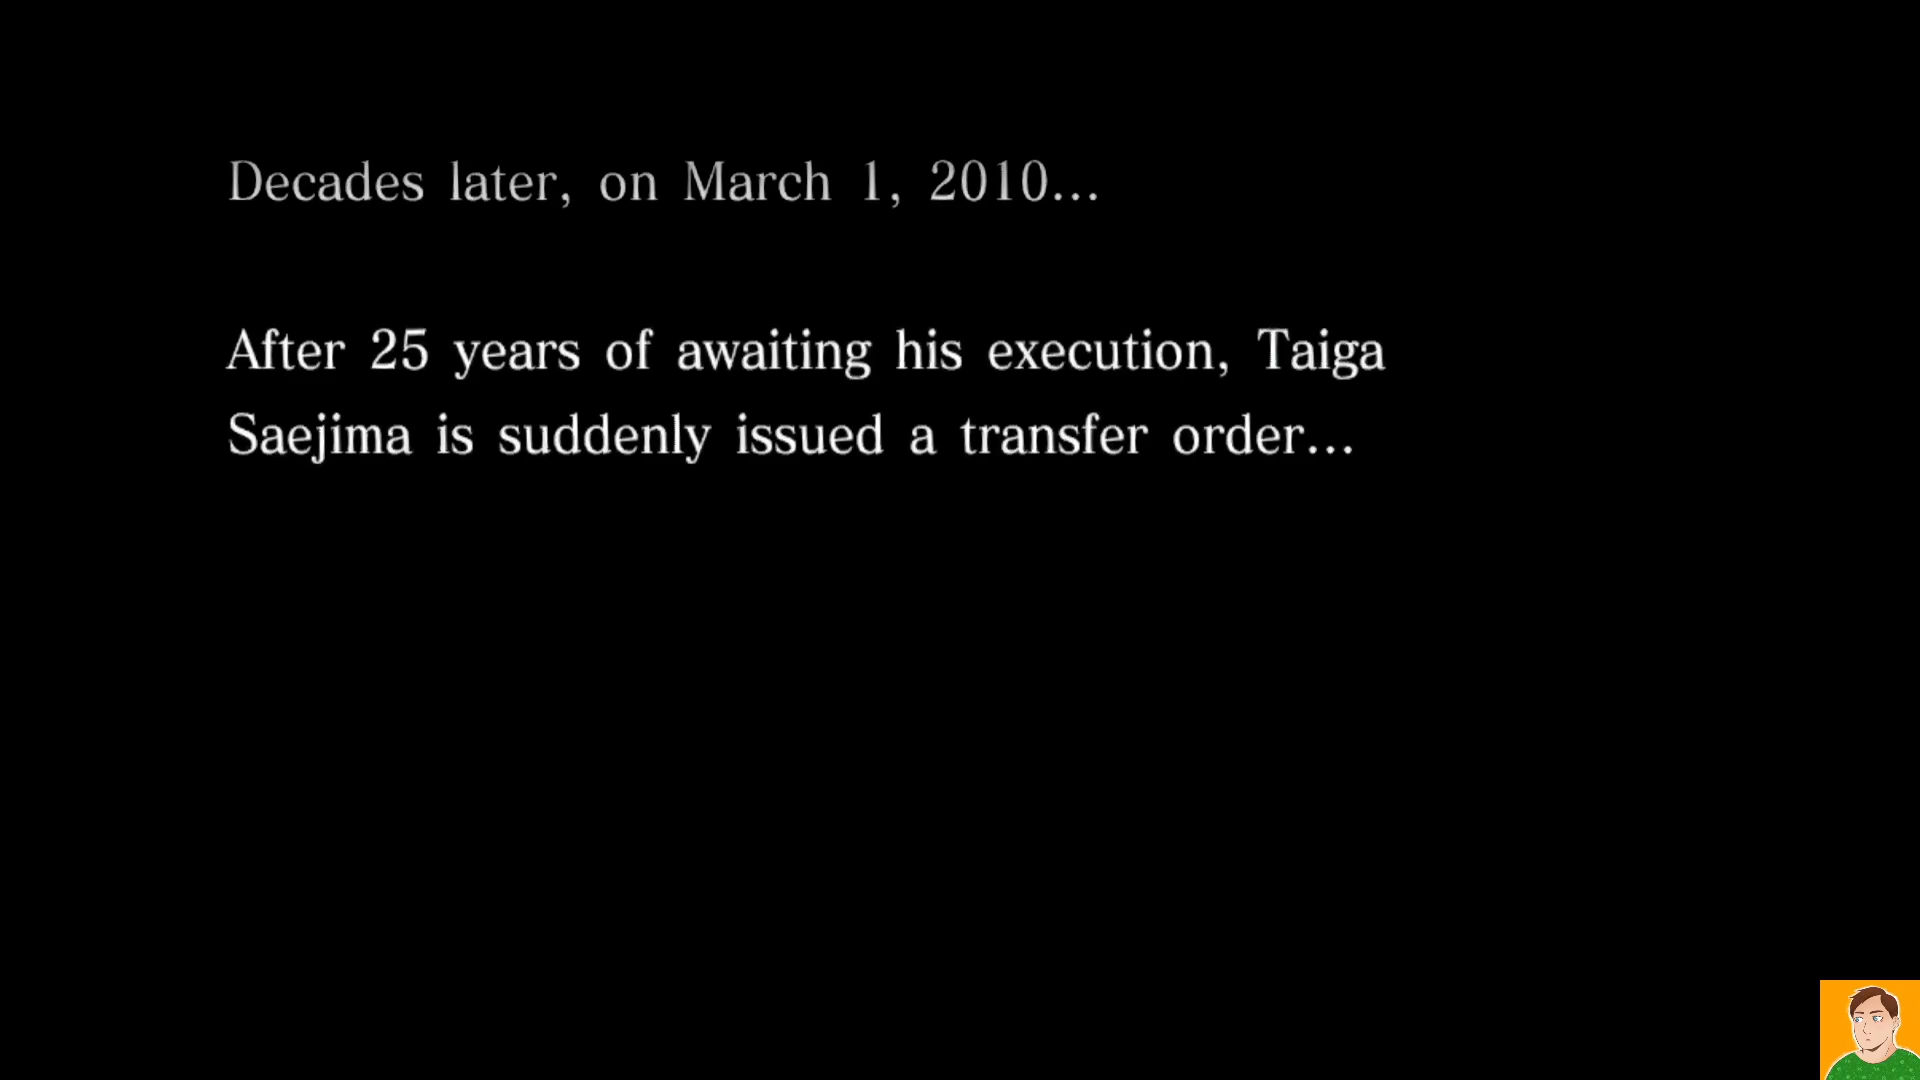 Decades later, on March 1, 2010...
After 25 years of awaiting his execution, Taiga
Saejima is suddenly issued a transfer order...